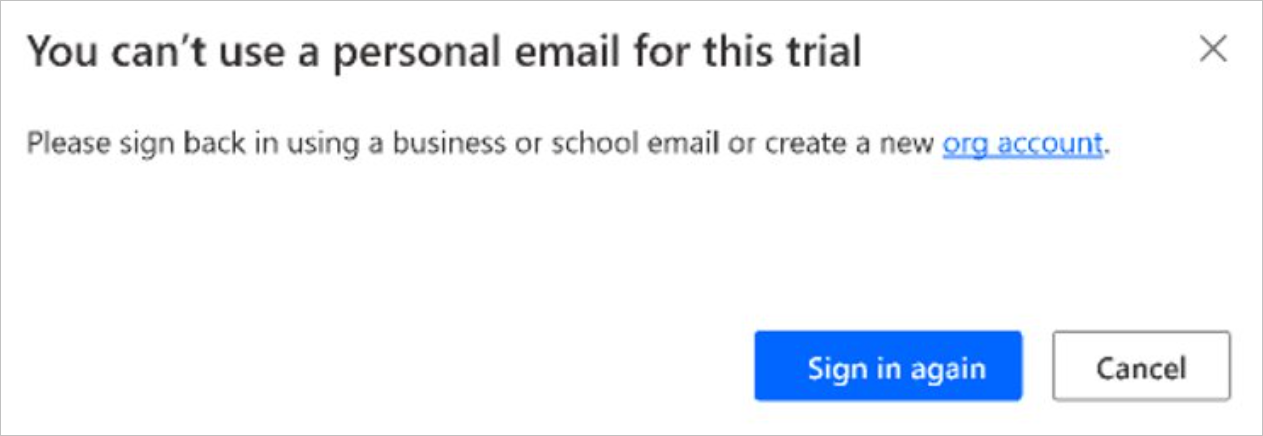 You can’t use a personal email for this trial
Please sign back in using a business or school email or create a new org account.
Sign in again
Cancel